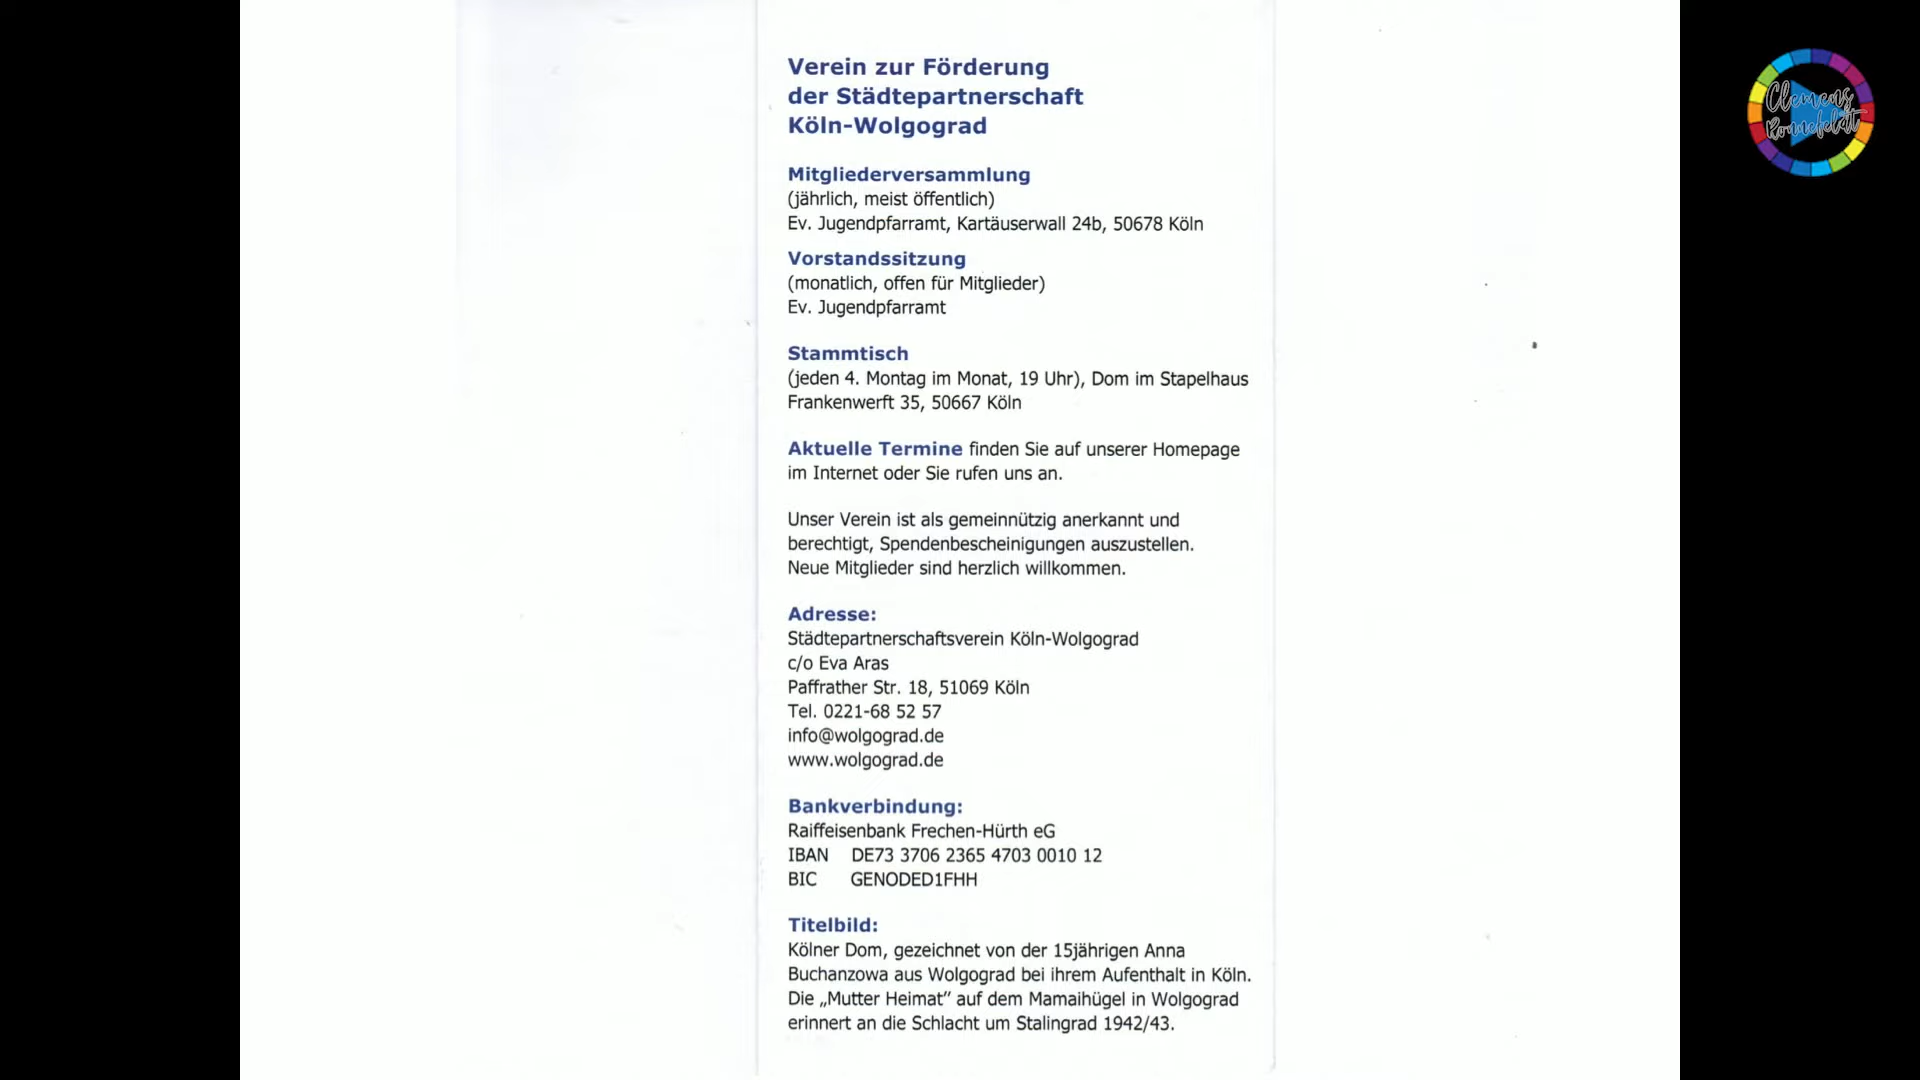 Verein zur Förderung
der Städtepartnerschaft
Köln-Wolgograd
Mitgliederversammlung
(jährlich, meist öffentlich)
Ev. Jugendpfarramt, Kartäuserwall 24b, 50678 Köln
Vorstandssitzung
(monatlich, offen für Mitglieder)
Ev. Jugendpfarramt
Stammtisch
(jeden 4. Montag im Monat, 19 Uhr), Dom im Stapelhaus
Frankenwerft 35, 50667 Köln
Aktuelle Termine finden Sie auf unserer Homepage
im Internet oder Sie rufen uns an.
Unser Verein ist als gemeinnützig anerkannt und
berechtigt, Spendenbescheinigungen auszustellen.
Neue Mitglieder sind herzlich willkommen.
Adresse:
Städtepartnerschaftsverein Köln-Wolgograd
c/o Eva Aras
Paffrather Str. 18, 51069 Köln
Tel. 0221-68 52 57
info@wolgograd.de
www.wolgograd.de
Bankverbindung:
Raiffeisenbank Frechen-Hürth eG
IBAN DE73 3706 2365 4703 0010 12
BIC GENODED1FHH
Titelbild:
Kölner Dom, gezeichnet von der 15jährigen Anna
Buchanzowa aus Wolgograd bei ihrem Aufenthalt in Köln.
Die „Mutter Heimat" auf dem Mamaihügel in Wolgograd
erinnert an die Schlacht um Stalingrad 1942/43.
Clemens
Ronnefeldt